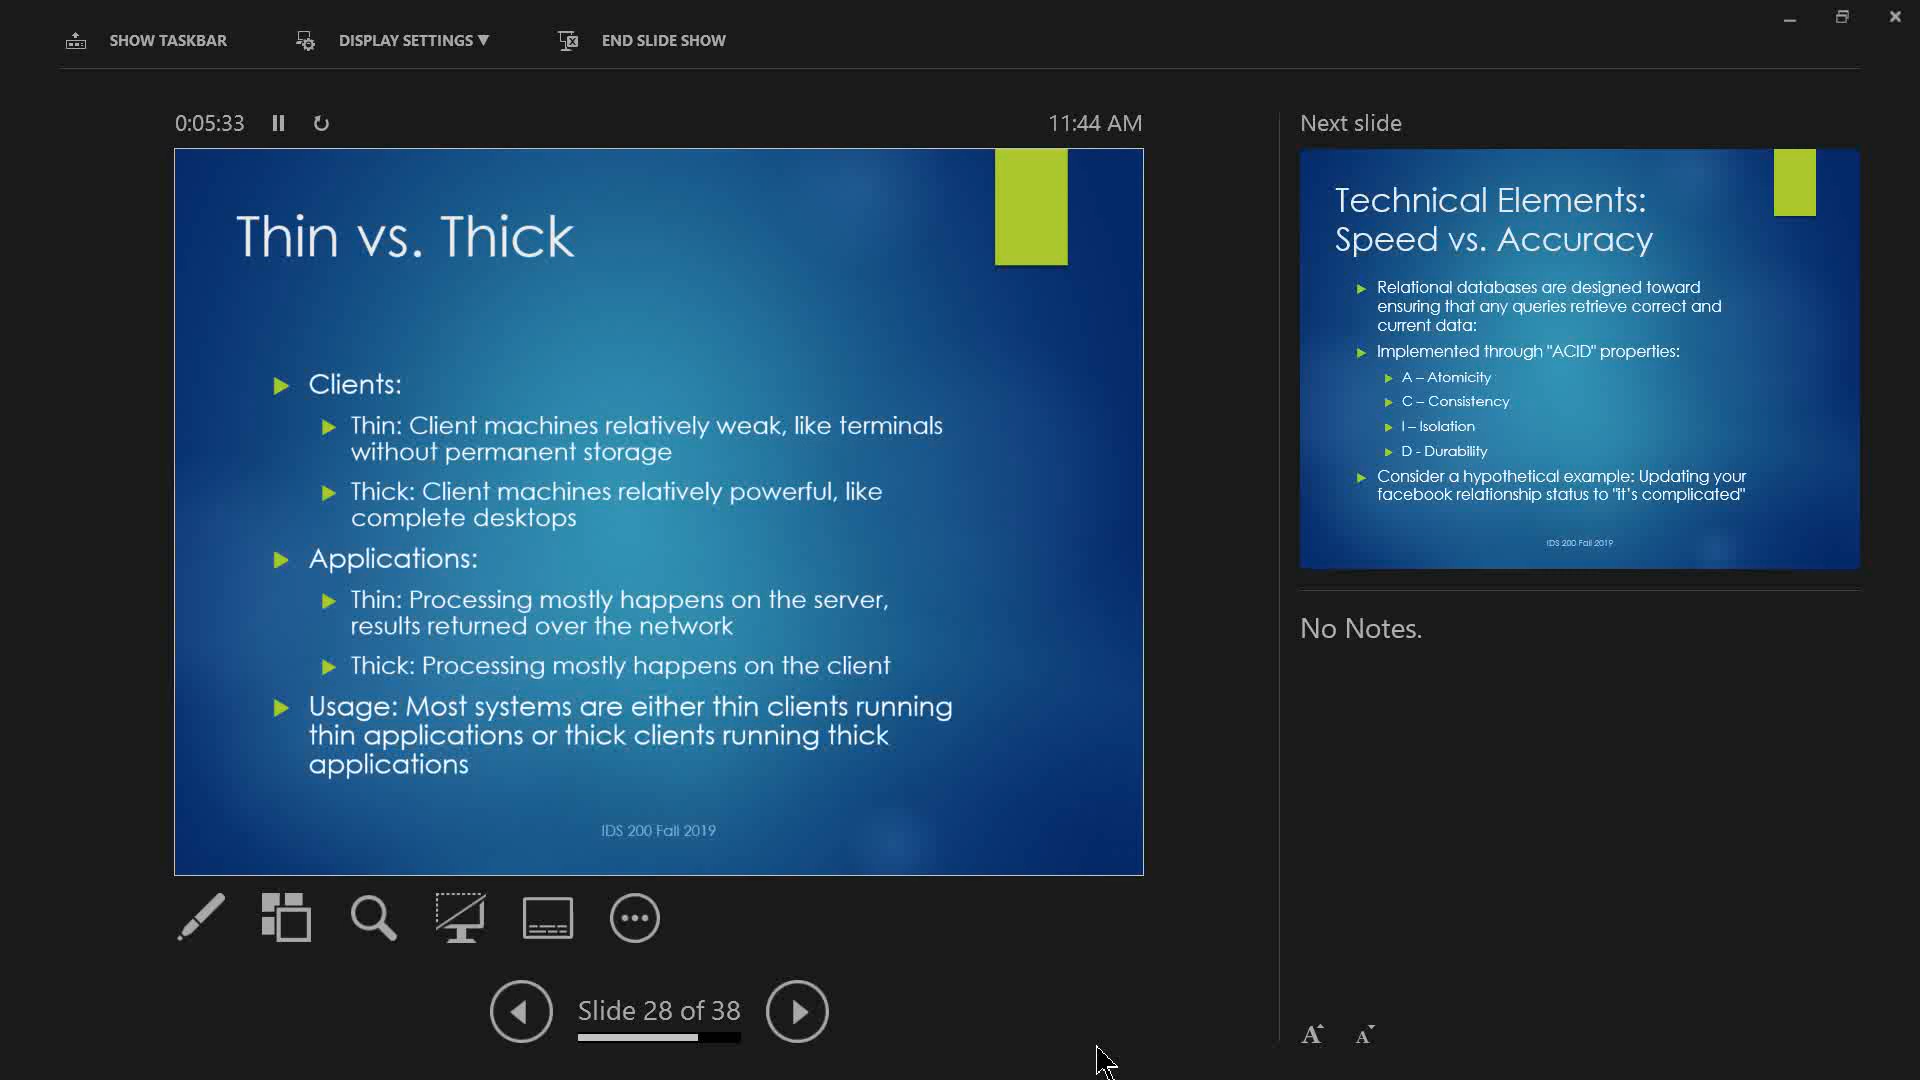 SHOW TASKBAR
DISPLAY SETTINGS ▼
END SLIDE SHOW
0:05:33
11:44 AM
Thin vs. Thick
Clients:
Thin: Client machines relatively weak, like terminals
without permanent storage
Thick: Client machines relatively powerful, like
complete desktops
Applications:
Thin: Processing mostly happens on the server,
results returned over the network
Thick: Processing mostly happens on the client
Usage: Most systems are either thin clients running
thin applications or thick clients running thick
applications
IDS 200 Fall 2019
Slide 28 of 38
Next slide
Technical Elements:
Speed vs. Accuracy
Relational databases are designed toward
ensuring that any queries retrieve correct and
current data:
Implemented through "ACID" properties:
A – Atomicity
C – Consistency
I – Isolation
D - Durability
Consider a hypothetical example: Updating your
facebook relationship status to "it's complicated"
IDS 200 Fall 2019
No Notes.
A A